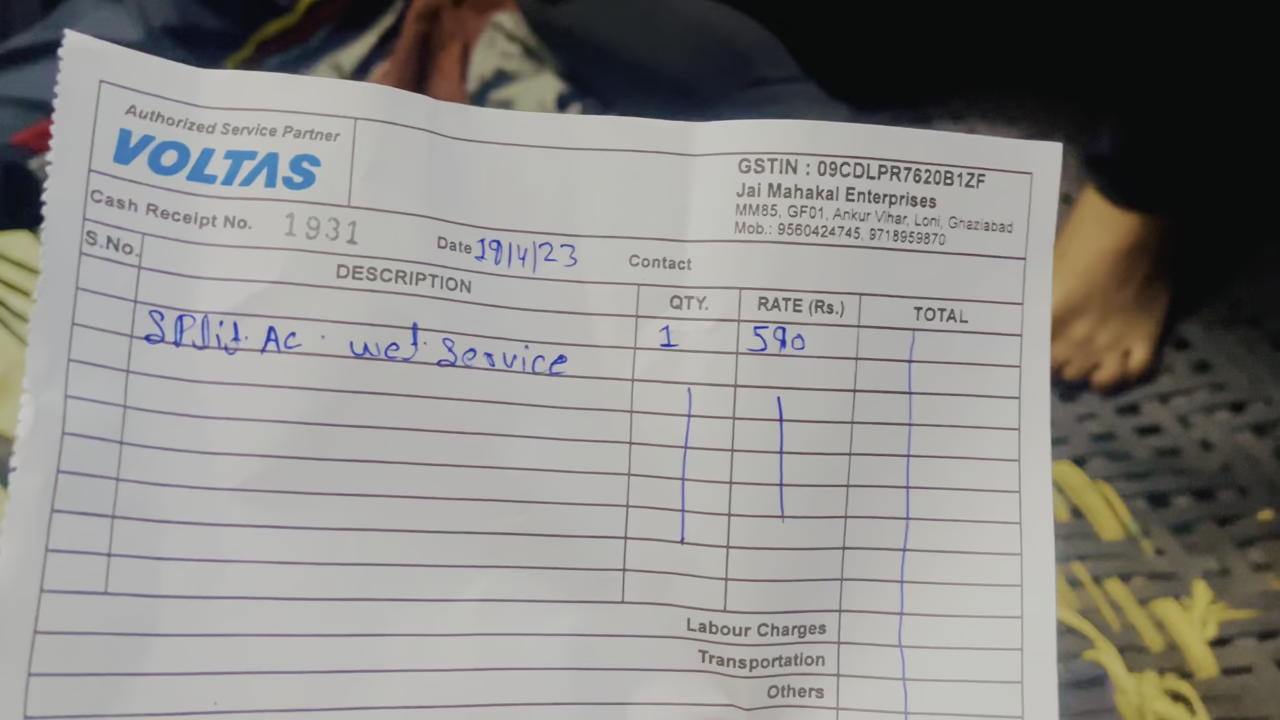 Authorized Service Partner
VOLTAS
GSTIN : 09CDLPR7620B1ZF
Jai Mahakal Enterprises
MM85, GF01, Ankur Vihar, Loni, Ghaziabad
Mob.: 9560424745, 9718959870
Cash Receipt No. 1931 Date 19/4/23 Contact
S.No. DESCRIPTION QTY. RATE (Rs.) TOTAL
Split AC wet service 1 590
Labour Charges
Transportation
Others